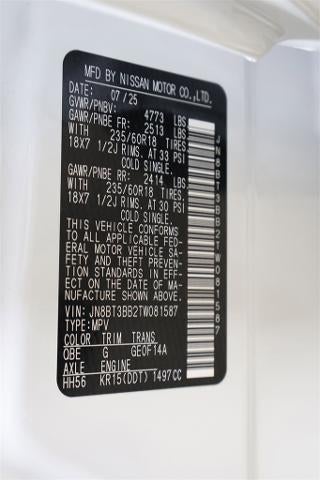 MFD BY NISSAN MOTOR CO.,LTD.
DATE: 07/25
GVWR/PNBV: 4773 LBS
GAWR/PNBE FR: 2513 LBS
WITH 235/60R18 TIRES,
18X7 1/2J RIMS. AT 33 PSI
COLD SINGLE.
GAWR/PNBE RR: 2414 LBS
WITH 235/60R18 TIRES,
18X7 1/2J RIMS. AT 30 PSI
COLD SINGLE.
THIS VEHICLE CONFORMS
TO ALL APPLICABLE FED-
ERAL MOTOR VEHICLE SA-
FETY AND THEFT PREVEN-
TION STANDARDS IN EFF-
ECT ON THE DATE OF MA-
NUFACTURE SHOWN ABOVE.
VIN: JN8BT3BB2TW081587
TYPE:MPV
COLOR TRIM TRANS
QBE G GE0F14A
AXLE ENGINE
HH56 KR15(DDT) 1497CC
JN8BT3BB2TW081587